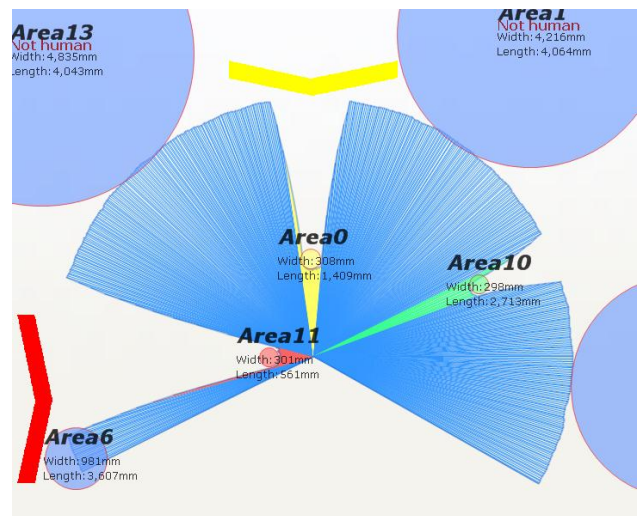 Area13
Not human
Width:4,835mm
Length:4,043mm
Area1
Not human
Width:4,216mm
Length:4,064mm
Area0
Width:308mm
Length:1,409mm
Area10
Width:298mm
Length:2,713mm
Area11
Width:301mm
Length:561mm
Area6
Width:981mm
Length:3,607mm